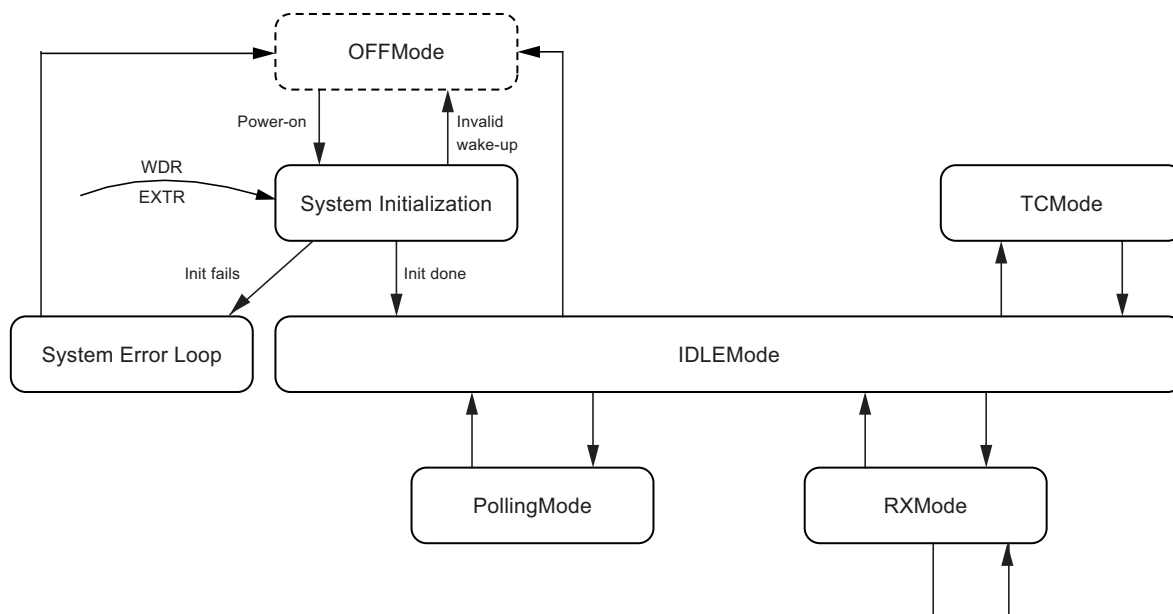 OFFMode
Power-on
Invalid
wake-up
WDR
EXTR
System Initialization
TCMode
Init fails
Init done
System Error Loop
IDLEMode
PollingMode
RXMode